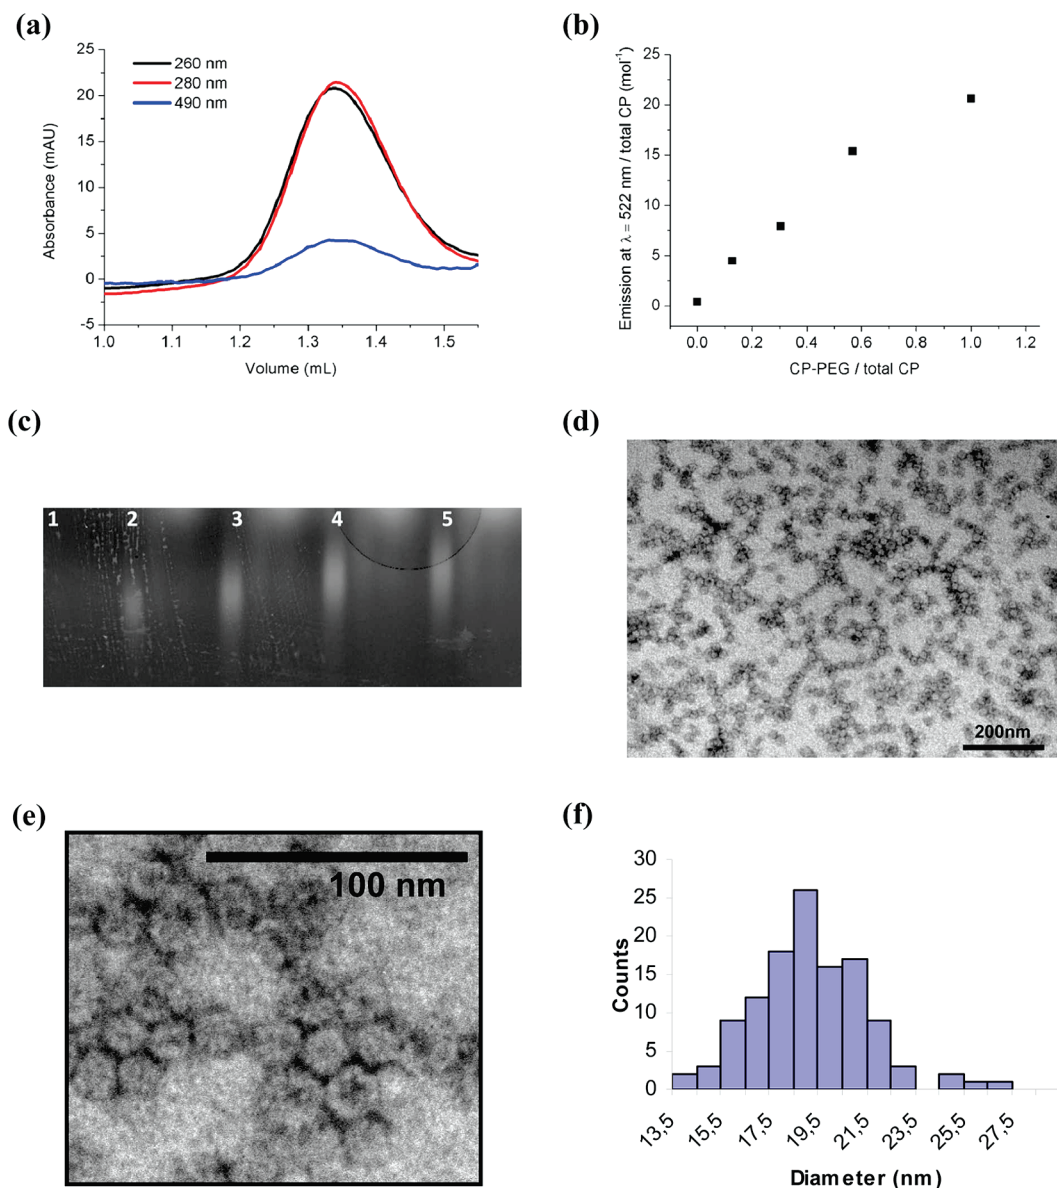 (a)
25
20
15
10
5
0
-5
Absorbance (mAU)
260 nm
280 nm
490 nm
1.0 1.1 1.2 1.3 1.4 1.5
Volume (mL)
(b)
25
20
15
10
5
0
Emission at λ = 522 nm / total CP (mol⁻¹)
0.0 0.2 0.4 0.6 0.8 1.0 1.2
CP-PEG / total CP
(c)
1 2 3 4 5
(d)
200nm
(e)
100 nm
(f)
30
25
20
15
10
5
0
Counts
13,5 15,5 17,5 19,5 21,5 23,5 25,5 27,5
Diameter (nm)